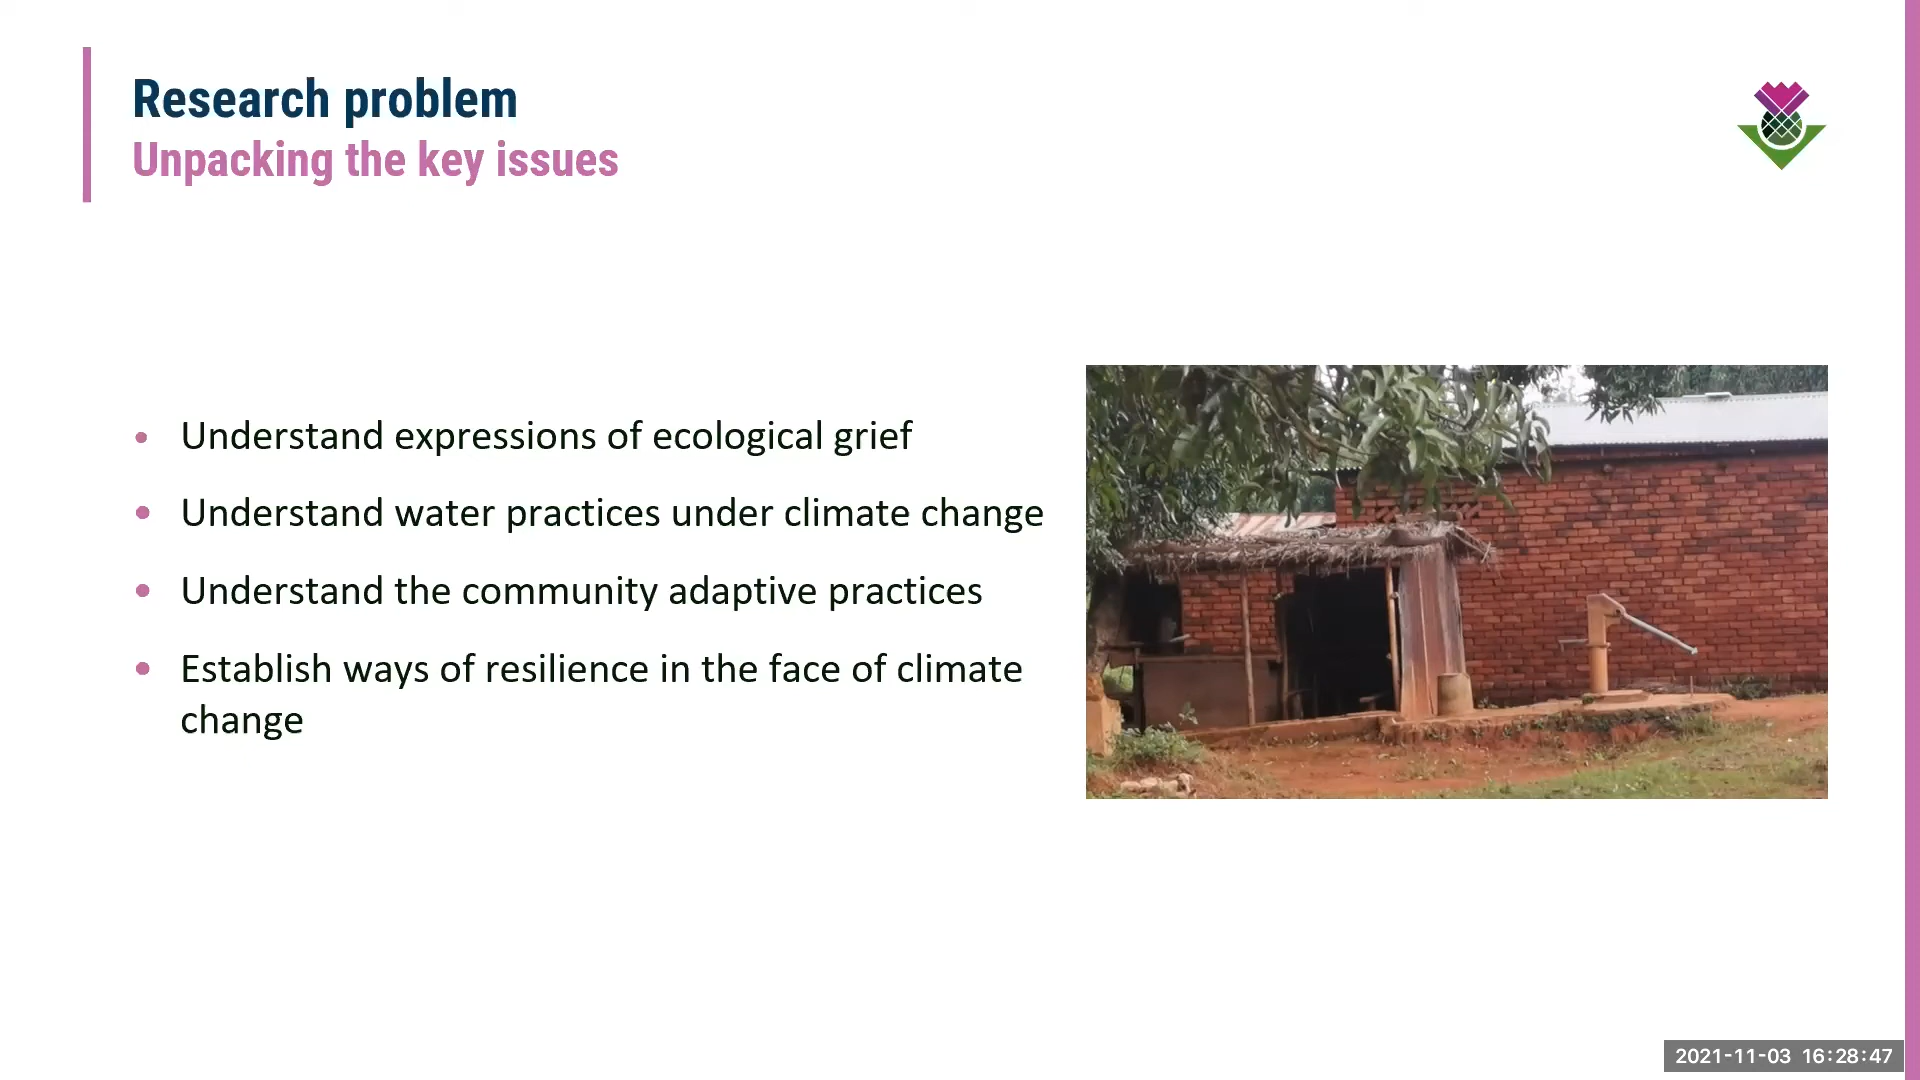 Research problem
Unpacking the key issues
• Understand expressions of ecological grief
• Understand water practices under climate change
• Understand the community adaptive practices
• Establish ways of resilience in the face of climate
change
2021-11-03 16:28:47